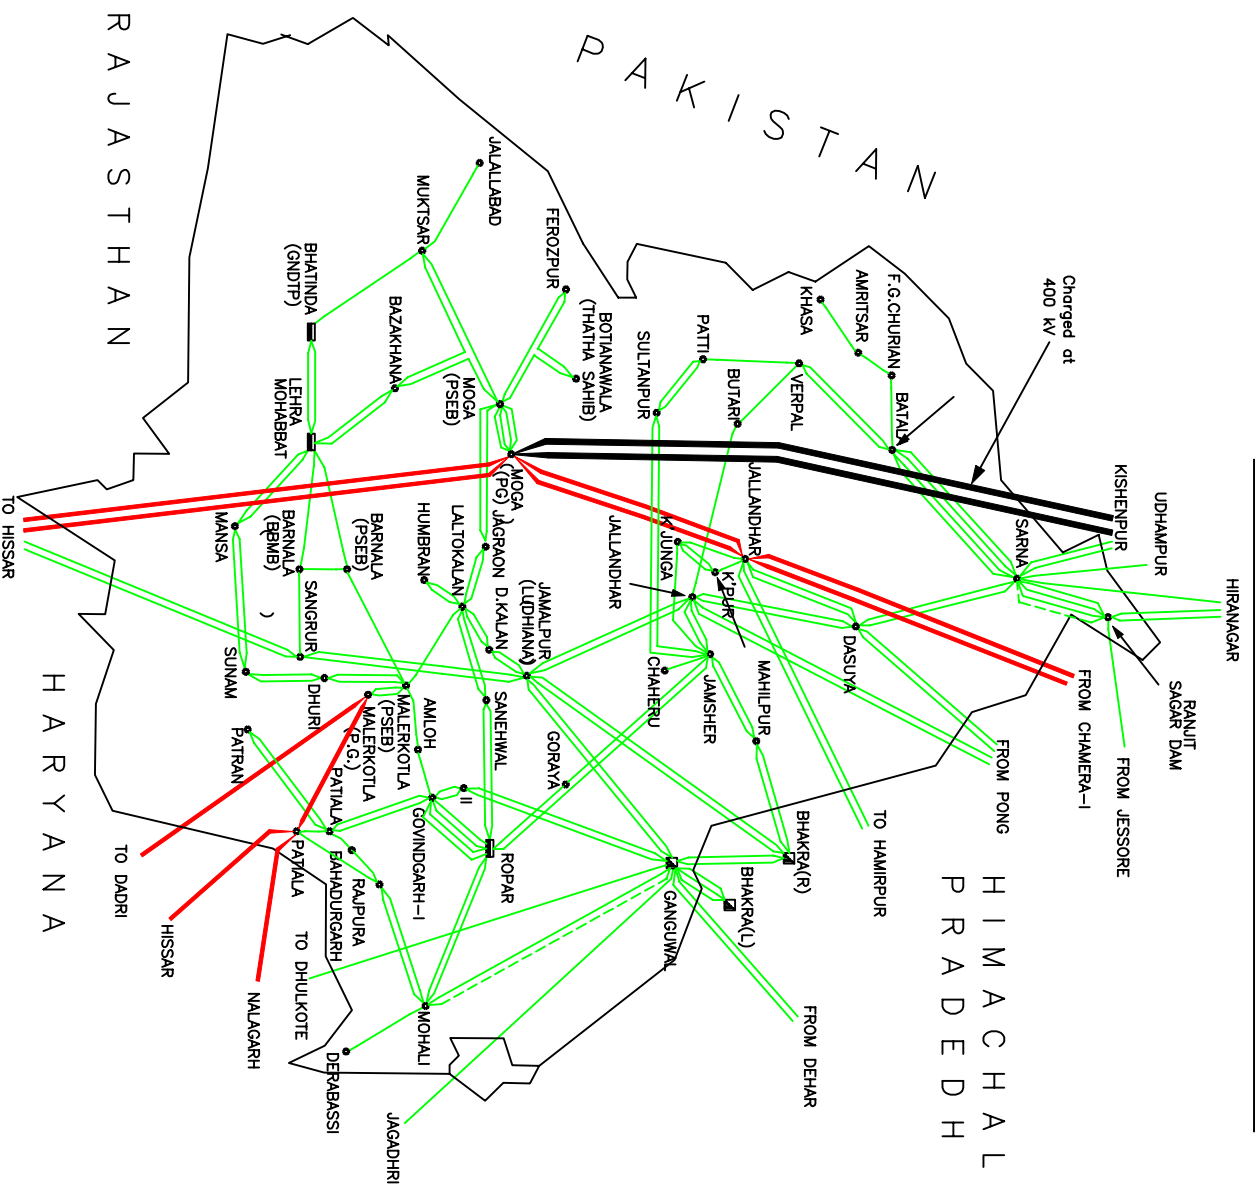 PAKISTAN
RAJASTHAN
HARYANA
HIMACHAL
PRADEDH
Charged at
400 kV
KISHENPUR
UDHAMPUR
HIRANAGAR
SARNA
RANJIT
SAGAR DAM
FROM JESSORE
FROM CHAMERA-I
FROM PONG
TO HAMIRPUR
F.G.CHURIAN
AMRITSAR
KHASA
BATALA
VERPAL
PATTI
BUTARI
SULTANPUR
BOTIANAWALA
(THATHA SAHIB)
FEROZPUR
JALALLABAD
MUKTSAR
MOGA
(PSEB)
MOGA
(PG)
BAZAKHANA
BHATINDA
(GNDTP)
LEHRA
MOHABBAT
MANSA
BARNALA
(BBMB)
BARNALA
(PSEB)
)
SANGRUR
SUNAM
DHURI
HUMBRAN
LALTOKALAN
JAGRAON
D.KALAN
JAMALPUR
(LUDHIANA)
JALLANDHAR
JALLANDHAR
K'JUNGA
K'PUR
DASUYA
MAHILPUR
JAMSHER
CHAHERU
GORAYA
SANEHWAL
AMLOH
MALERKOTLA
(PSEB)
MALERKOTLA
(P.G.)
PATRAN
PATIALA
PATIALA
BAHADURGARH
RAJPURA
GOVINDGARH-I
II
ROPAR
GANGUWAL
BHAKRA(R)
BHAKRA(L)
FROM DEHAR
MOHALI
DERABASSI
JAGADHRI
TO DHULKOTE
NALAGARH
HISSAR
TO DADRI
TO HISSAR